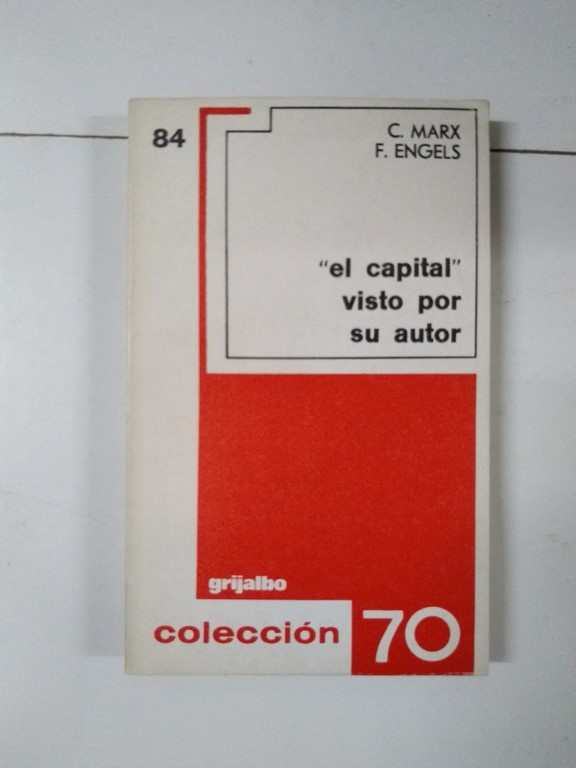 84
C. MARX
F. ENGELS
“el capital”
visto por
su autor
grijalbo
colección 70